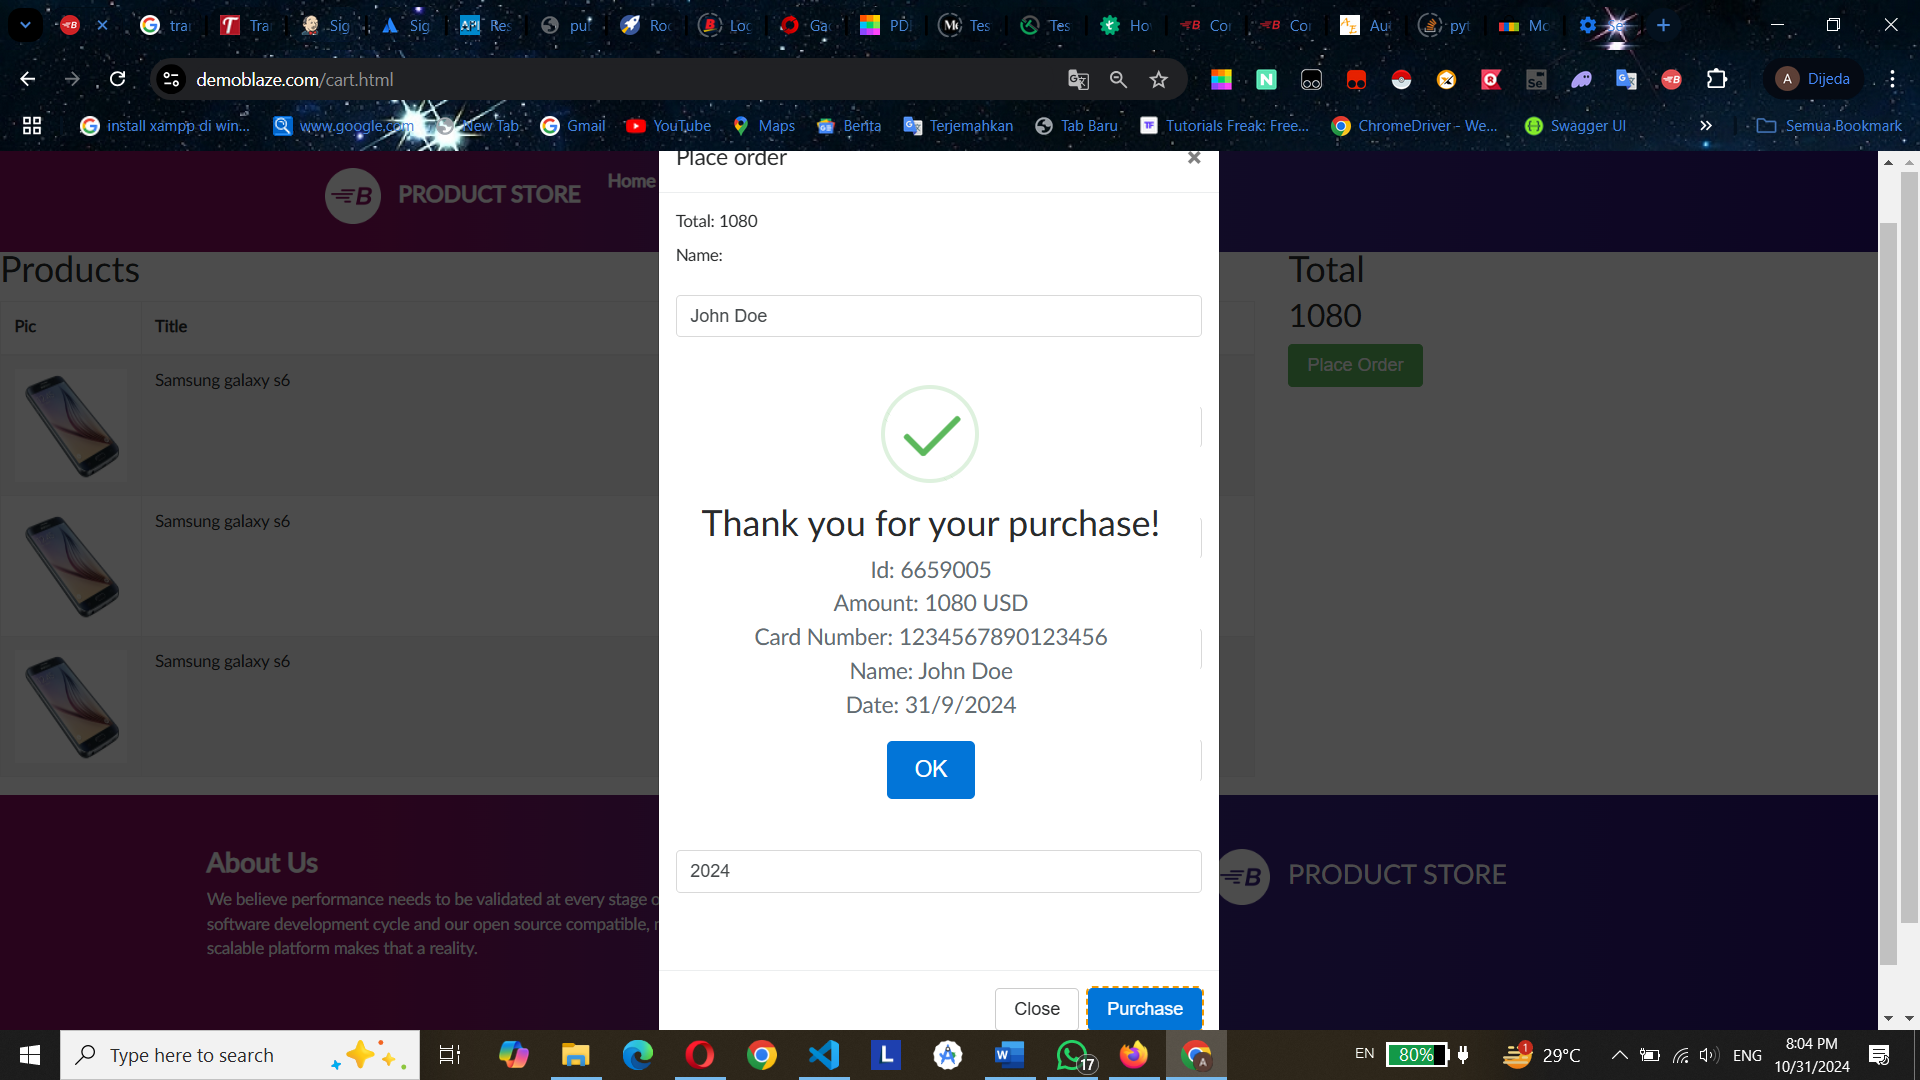 tra
Tra
Sig
Sig
Res
pu
Roc
Log
Ga
PD
Tes
Tes
Ho
Co
Co
Au
pyt
Mo
Se
demoblaze.com/cart.html
Dijeda
install xampp di win...
www.google.com
New Tab
Gmail
YouTube
Maps
Berita
Terjemahkan
Tab Baru
Tutorials Freak: Free...
ChromeDriver - We...
Swagger UI
»
Semua Bookmark
PRODUCT STORE
Home
Place order
×
Total: 1080
Name:
John Doe
Products
Total
1080
Place Order
Pic
Title
Samsung galaxy s6
Samsung galaxy s6
Samsung galaxy s6
Thank you for your purchase!
Id: 6659005
Amount: 1080 USD
Card Number: 1234567890123456
Name: John Doe
Date: 31/9/2024
OK
2024
Close
Purchase
About Us
We believe performance needs to be validated at every stage o
software development cycle and our open source compatible,
scalable platform makes that a reality.
PRODUCT STORE
Type here to search
17
EN
80%
1
29°C
ENG
8:04 PM
10/31/2024